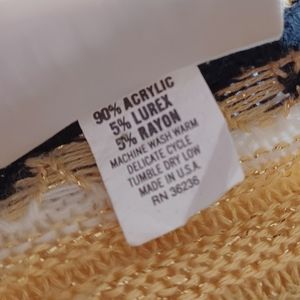 90% ACRYLIC
5% LUREX
5% RAYON
MACHINE WASH WARM
DELICATE CYCLE
TUMBLE DRY LOW
MADE IN U.S.A.
RN 36236